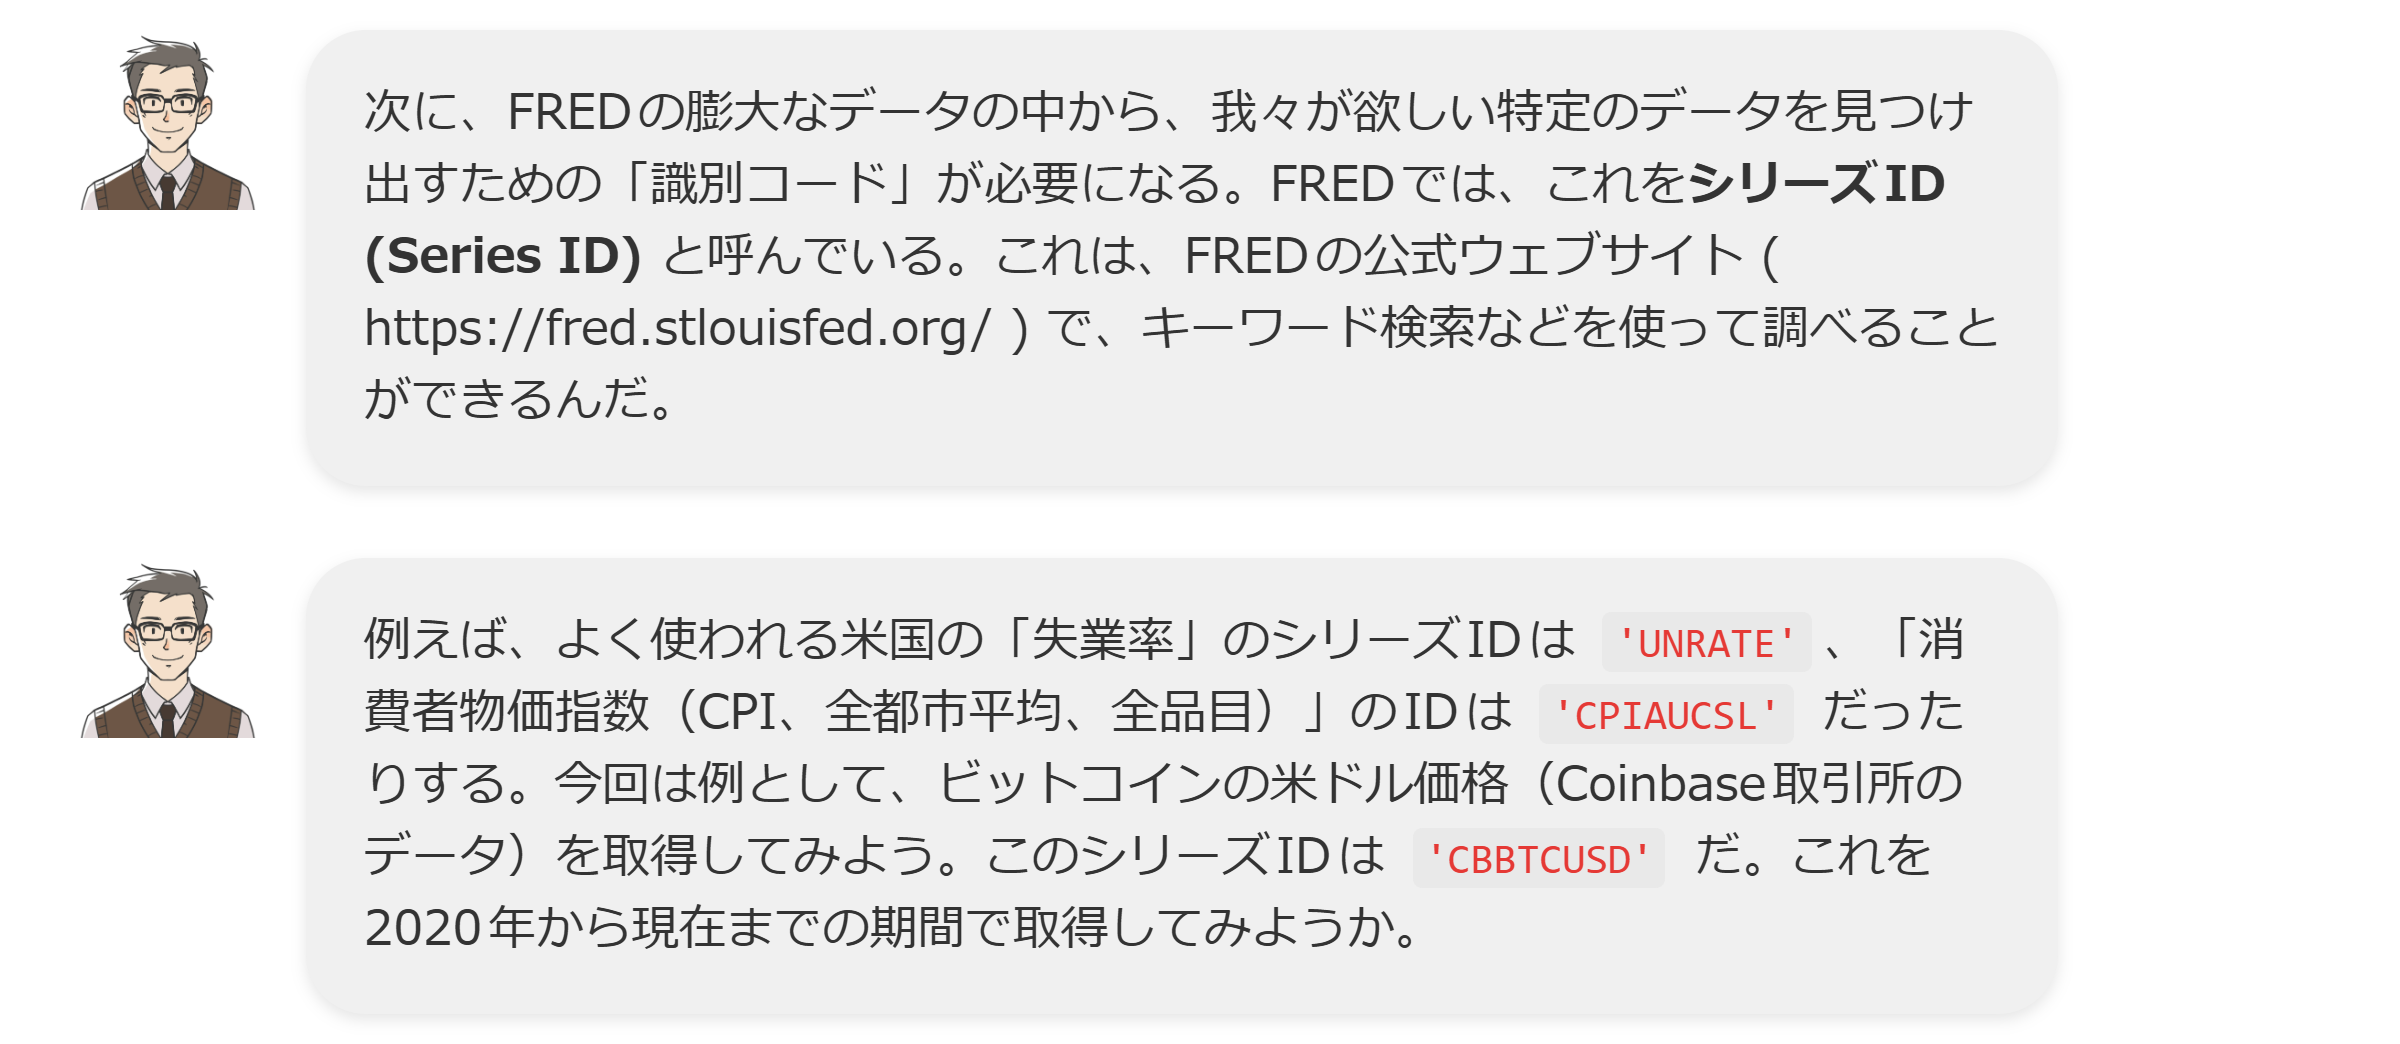 次に、FREDの膨大なデータの中から、我々が欲しい特定のデータを見つけ
出すための「識別コード」が必要になる。FREDでは、これをシリーズID
(Series ID) と呼んでいる。これは、FREDの公式ウェブサイト (
https://fred.stlouisfed.org/ ) で、キーワード検索などを使って調べること
ができるんだ。
例えば、よく使われる米国の「失業率」のシリーズIDは 'UNRATE' 、「消
費者物価指数（CPI、全都市平均、全品目）」のIDは 'CPIAUCSL' だった
りする。今回は例として、ビットコインの米ドル価格（Coinbase取引所の
データ）を取得してみよう。このシリーズIDは 'CBBTCUSD' だ。これを
2020年から現在までの期間で取得してみようか。